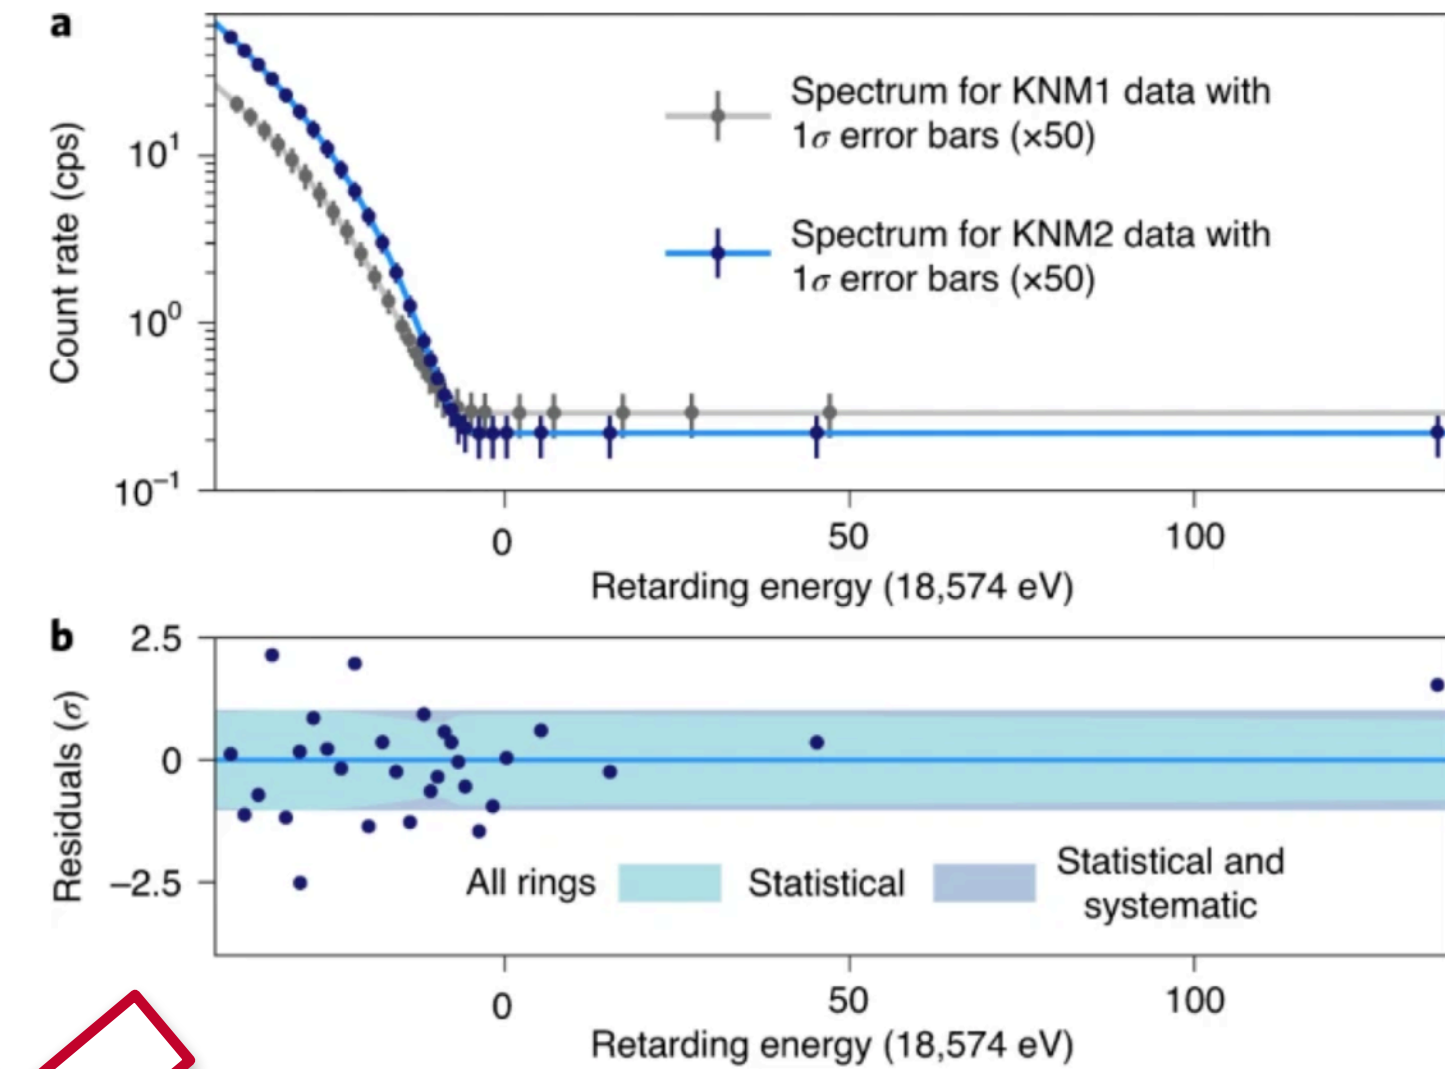 a
Count rate (cps)
10¹
10⁰
10⁻¹
Spectrum for KNM1 data with
1σ error bars (×50)
Spectrum for KNM2 data with
1σ error bars (×50)
0
50
100
Retarding energy (18,574 eV)
b
Residuals (σ)
2.5
0
−2.5
All rings
Statistical
Statistical and
systematic
0
50
100
Retarding energy (18,574 eV)